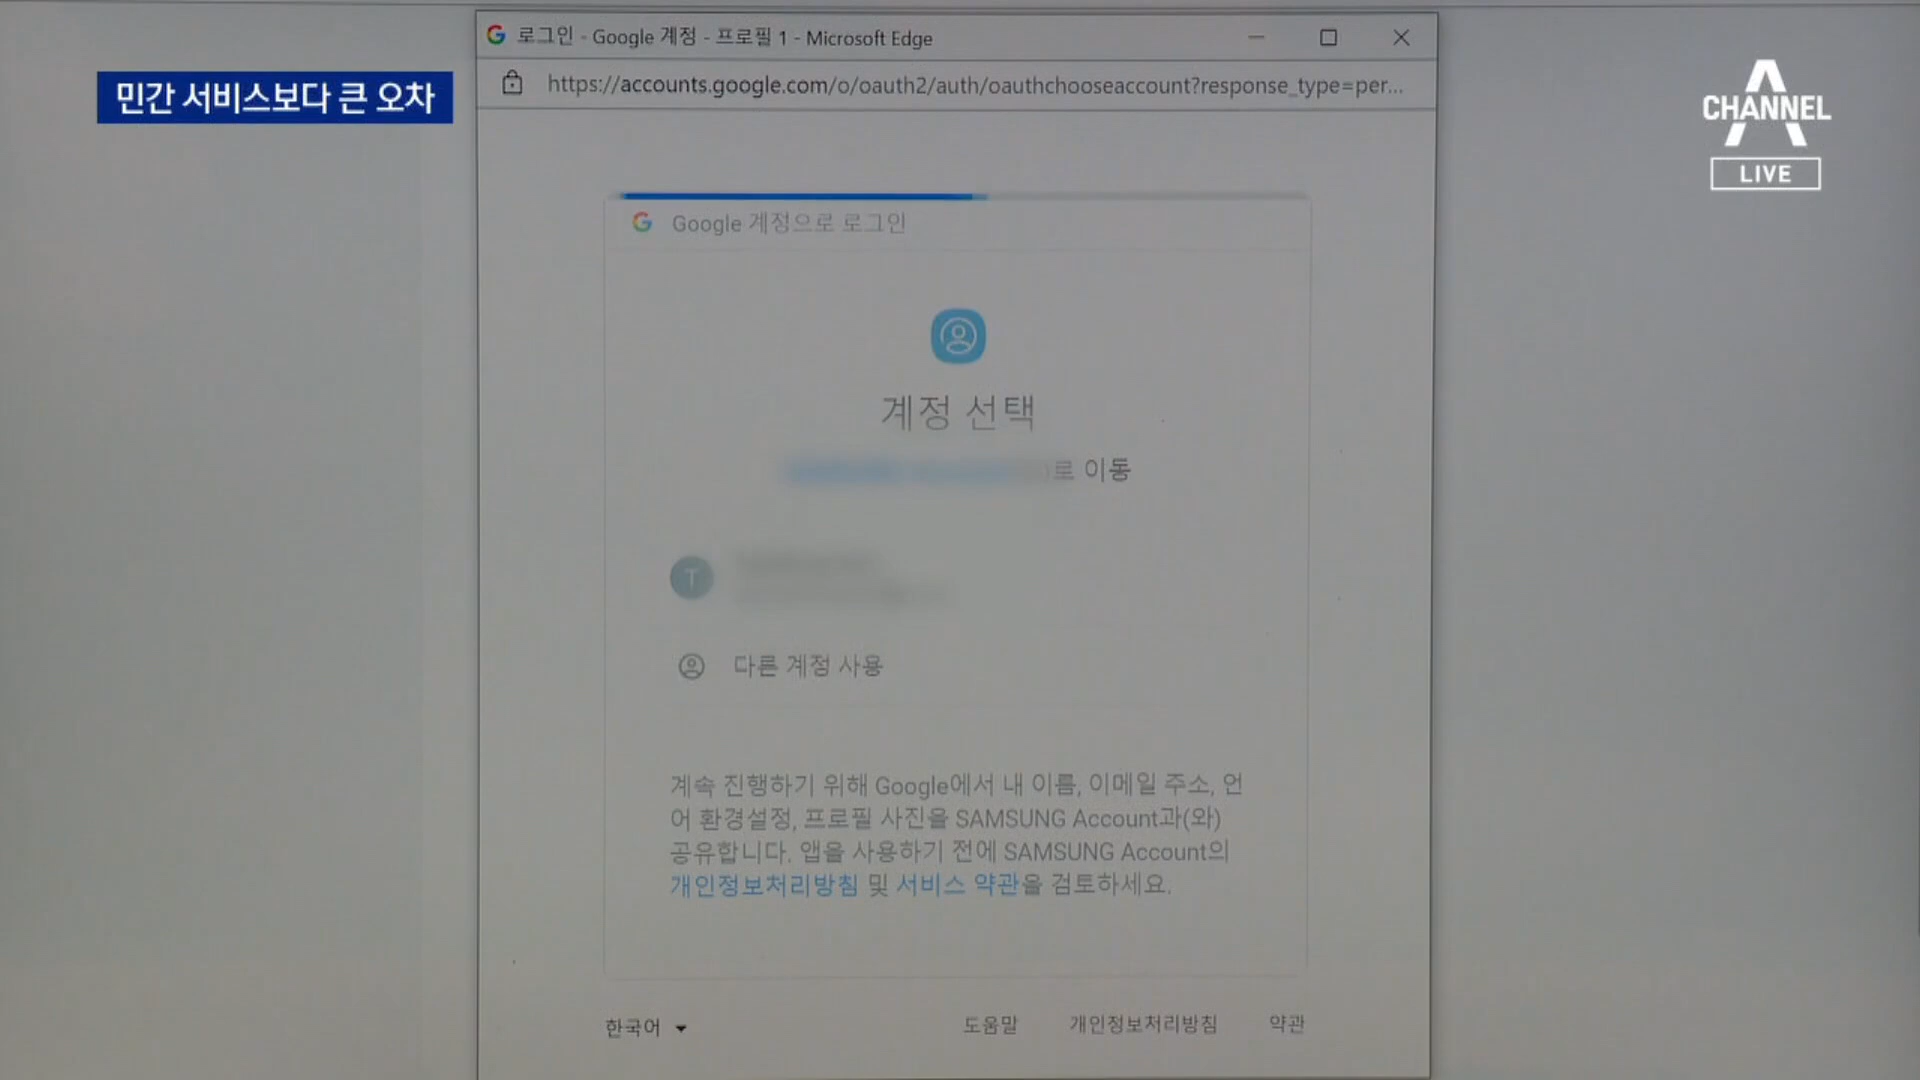 로그인 - Google 계정 - 프로필 1 - Microsoft Edge
https://accounts.google.com/o/oauth2/auth/oauthchooseaccount?response_type=per...
민간 서비스보다 큰 오차
CHANNEL A
LIVE
Google 계정으로 로그인
계정 선택
로 이동
T
다른 계정 사용
계속 진행하기 위해 Google에서 내 이름, 이메일 주소, 언
어 환경설정, 프로필 사진을 SAMSUNG Account과(와)
공유합니다. 앱을 사용하기 전에 SAMSUNG Account의
개인정보처리방침 및 서비스 약관을 검토하세요.
한국어
도움말
개인정보처리방침
약관